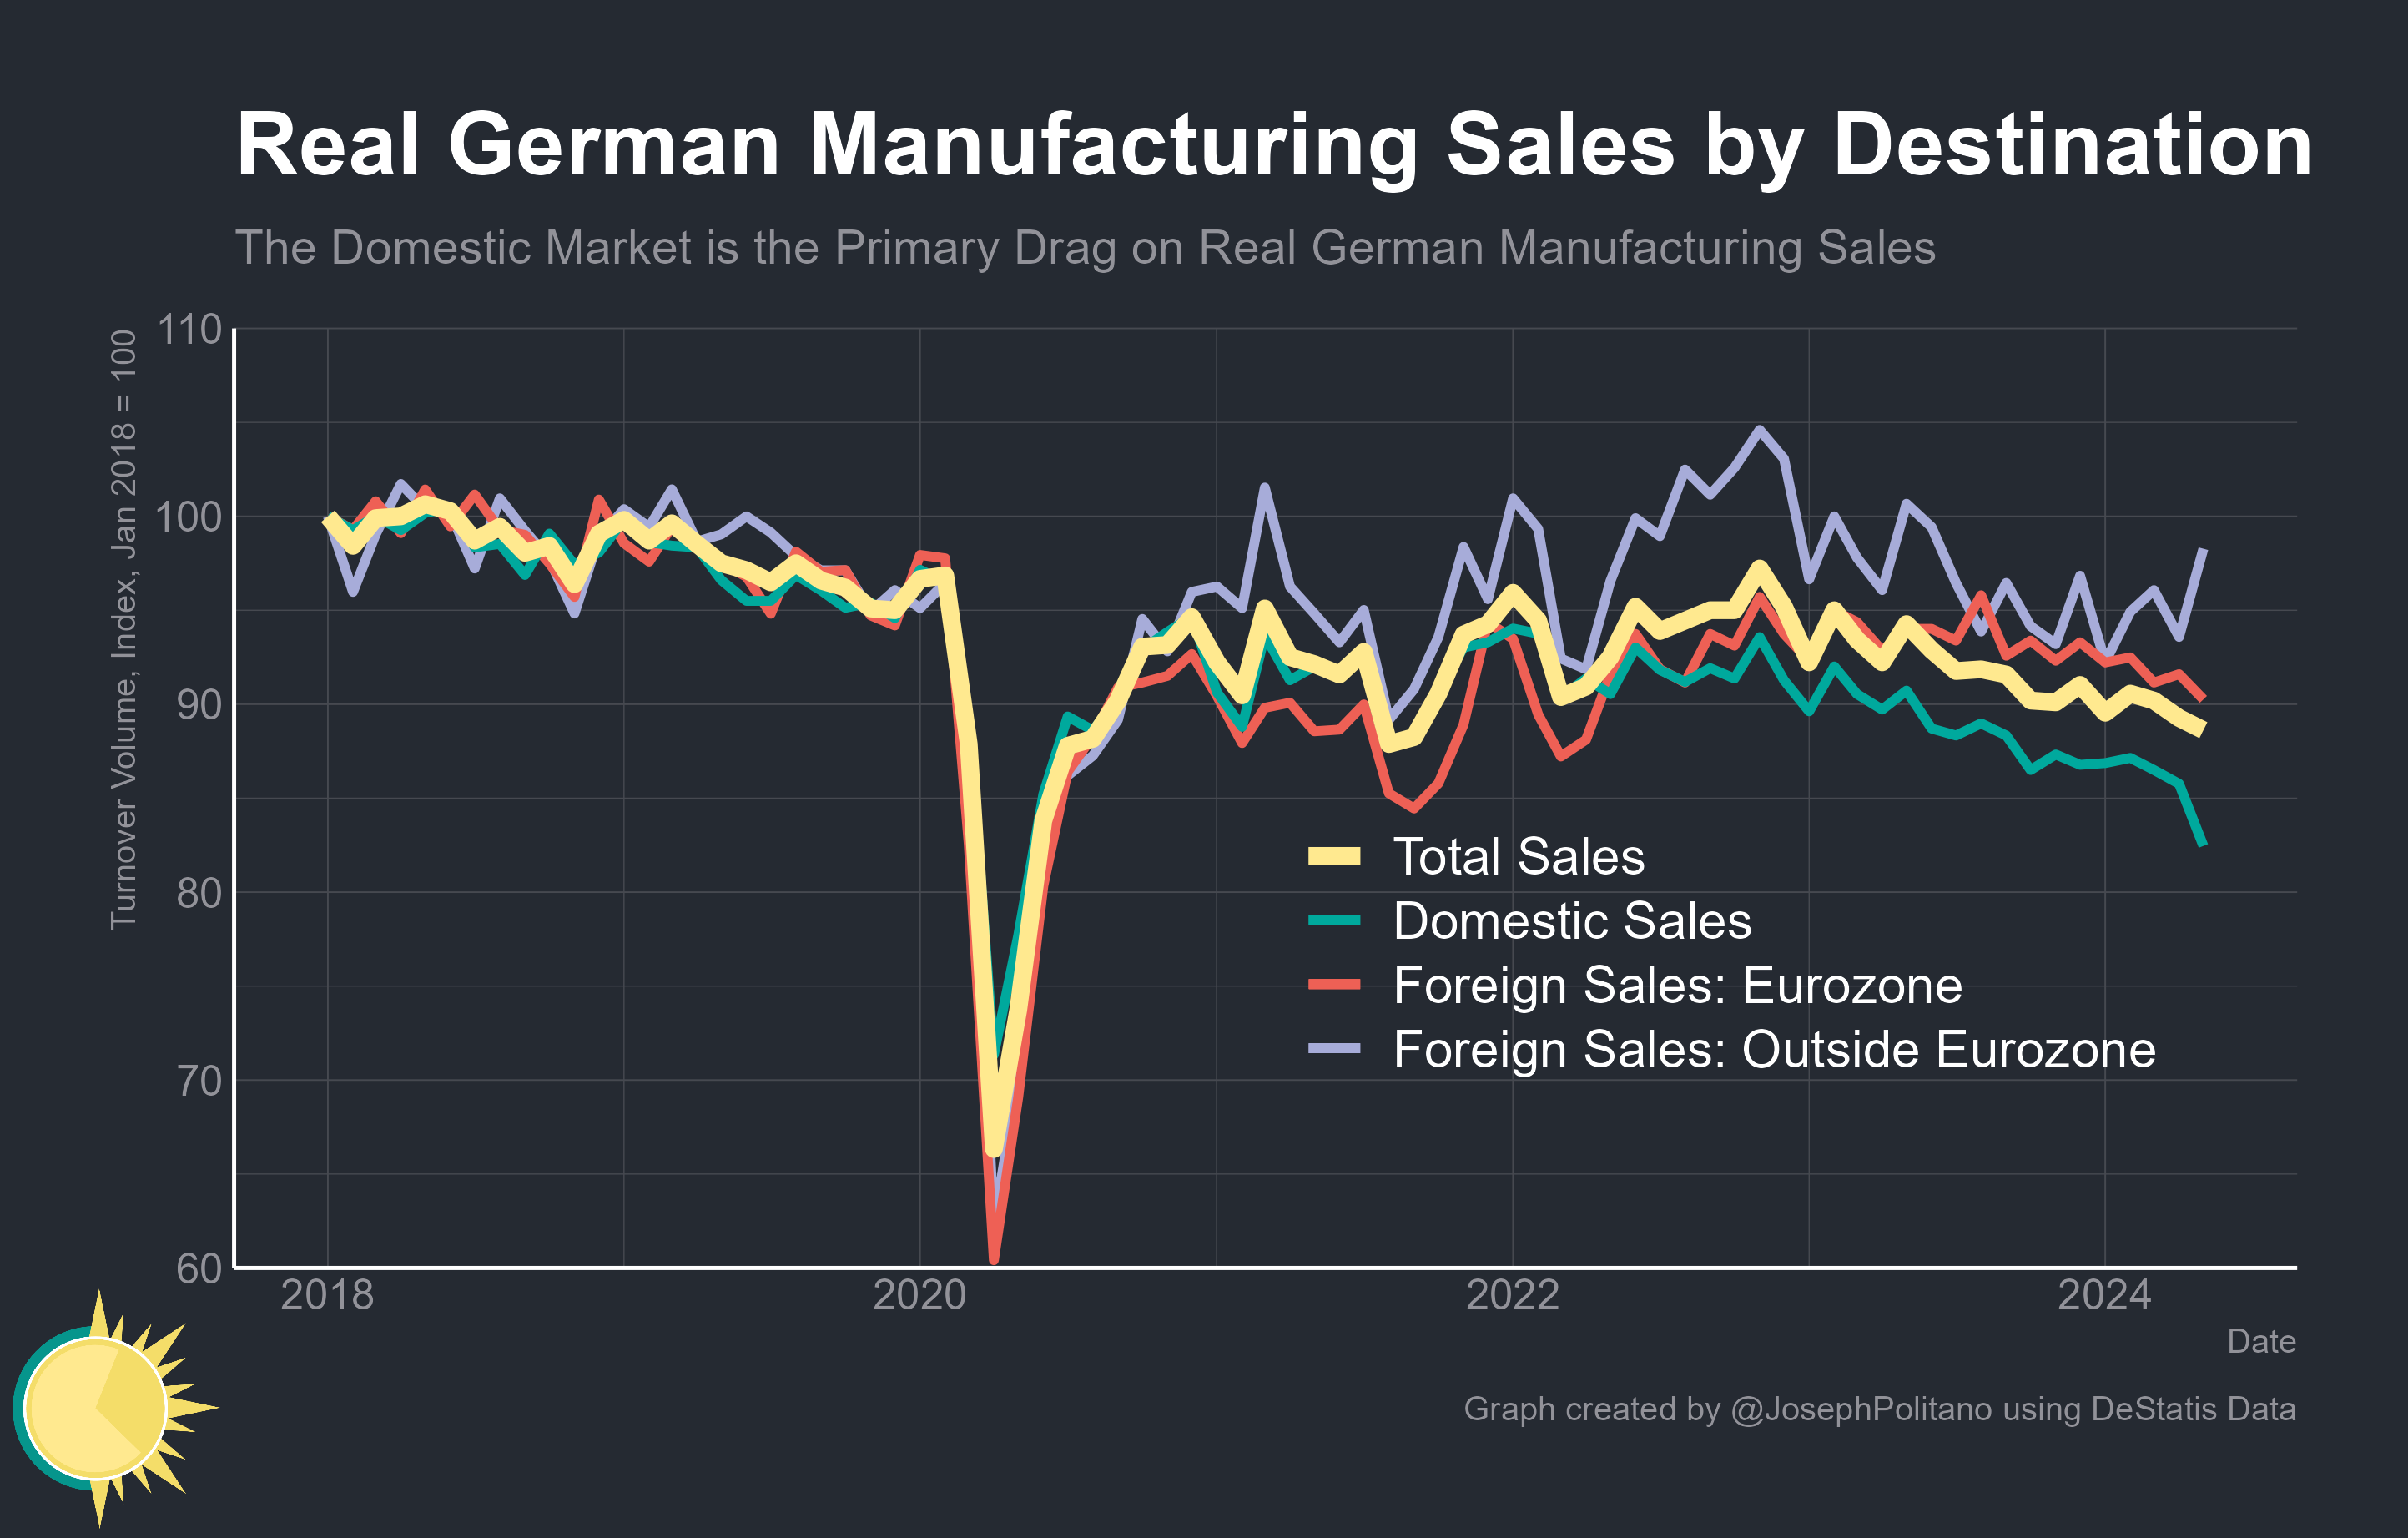 Real German Manufacturing Sales by Destination
The Domestic Market is the Primary Drag on Real German Manufacturing Sales
Turnover Volume, Index, Jan 2018 = 100
110
100
90
80
70
60
Total Sales
Domestic Sales
Foreign Sales: Eurozone
Foreign Sales: Outside Eurozone
2018 2020 2022 2024
Date
Graph created by @JosephPolitano using DeStatis Data